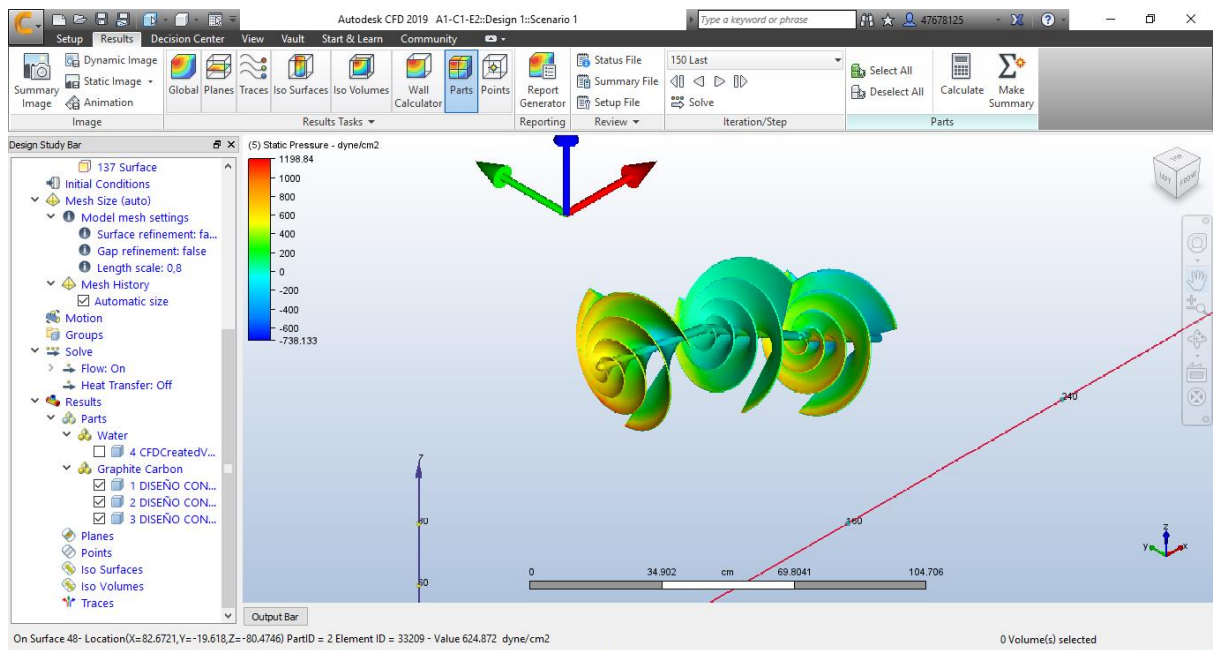 Autodesk CFD 2019 A1-C1-E2::Design 1::Scenario 1
Type a keyword or phrase
47678125
Setup Results Decision Center View Vault Start & Learn Community
Dynamic Image
Static Image
Animation
Summary Image
Image
Global Planes Traces Iso Surfaces Iso Volumes Wall Calculator Parts Points
Results Tasks
Report Generator
Reporting
Status File
Summary File
Setup File
Review
150 Last
Solve
Iteration/Step
Select All
Deselect All
Calculate
Make Summary
Parts
Design Study Bar
137 Surface
Initial Conditions
Mesh Size (auto)
Model mesh settings
Surface refinement: fa...
Gap refinement: false
Length scale: 0,8
Mesh History
Automatic size
Motion
Groups
Solve
Flow: On
Heat Transfer: Off
Results
Parts
Water
4 CFDCreatedV...
Graphite Carbon
1 DISEÑO CON...
2 DISEÑO CON...
3 DISEÑO CON...
Planes
Points
Iso Surfaces
Iso Volumes
Traces
(5) Static Pressure - dyne/cm2
1198.84
1000
800
600
400
200
0
-200
-400
-600
-738.133
TOP
LEFT
FRONT
240
160
Z
80
60
0 34.902 cm 69.8041 104.706
z
y x
Output Bar
On Surface 48- Location(X=82.6721,Y=-19.618,Z=-80.4746) PartID = 2 Element ID = 33209 - Value 624.872 dyne/cm2
0 Volume(s) selected